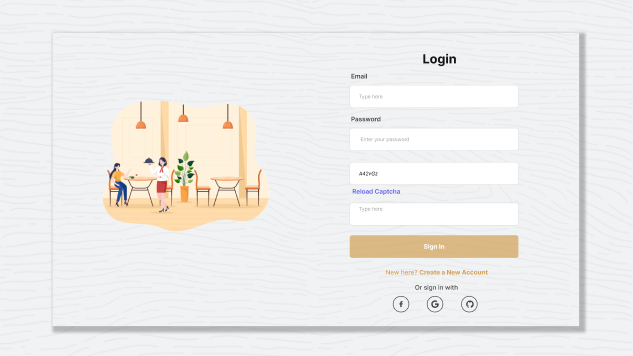 Login
Email
Type here
Password
Enter your password
Reload Captcha
Type here
Sign In
New here? Create a New Account
Or sign in with